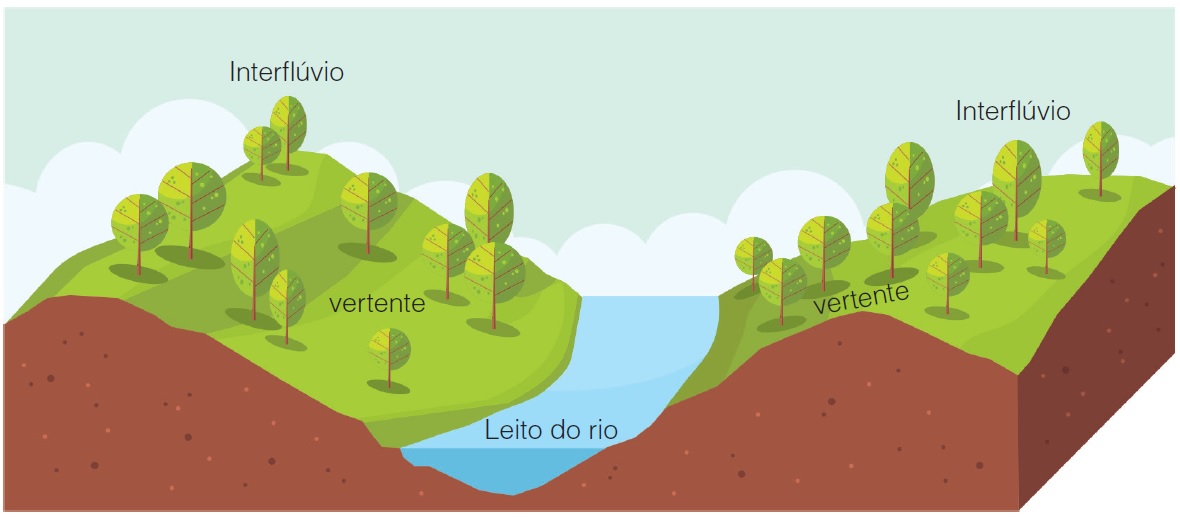 Interflúvio
Interflúvio
vertente
vertente
Leito do rio